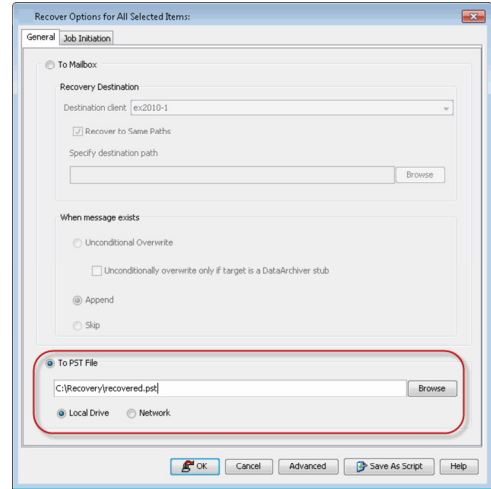 Recover Options for All Selected Items:
General Job Initiation
To Mailbox
Recovery Destination
Destination client ex2010-1
Recover to Same Paths
Specify destination path
Browse
When message exists
Unconditional Overwrite
Unconditionally overwrite only if target is a DataArchiver stub
Append
Skip
To PST File
C:\Recovery\recovered.pst Browse
Local Drive Network
OK Cancel Advanced Save As Script Help